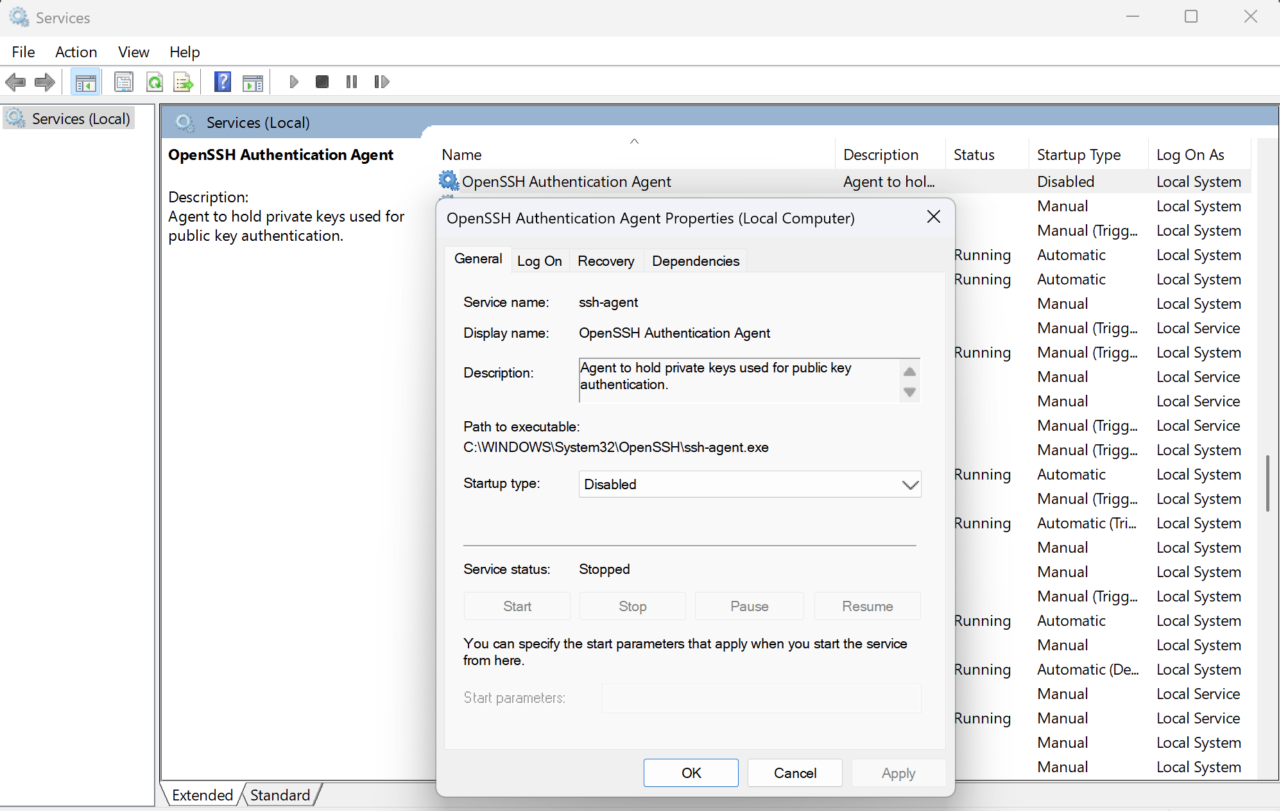 Services
File Action View Help
Services (Local)
Services (Local)
OpenSSH Authentication Agent
Description:
Agent to hold private keys used for
public key authentication.
Name Description Status Startup Type Log On As
OpenSSH Authentication Agent Agent to hol... Disabled Local System
Manual Local System
Manual (Trigg... Local System
Running Automatic Local System
Running Automatic Local System
Manual Local System
Manual (Trigg... Local Service
Running Manual (Trigg... Local System
Manual Local Service
Manual Local System
Manual (Trigg... Local Service
Manual (Trigg... Local System
Running Automatic Local System
Manual (Trigg... Local System
Running Automatic (Tri... Local System
Manual Local System
Manual Local System
Manual (Trigg... Local System
Running Automatic Local System
Manual Local System
Running Automatic (De... Local System
Manual Local Service
Running Manual Local Service
Manual Local System
Manual Local System
OpenSSH Authentication Agent Properties (Local Computer)
General Log On Recovery Dependencies
Service name: ssh-agent
Display name: OpenSSH Authentication Agent
Description: Agent to hold private keys used for public key
authentication.
Path to executable:
C:\WINDOWS\System32\OpenSSH\ssh-agent.exe
Startup type: Disabled
Service status: Stopped
Start Stop Pause Resume
You can specify the start parameters that apply when you start the service
from here.
Start parameters:
OK Cancel Apply
Extended Standard